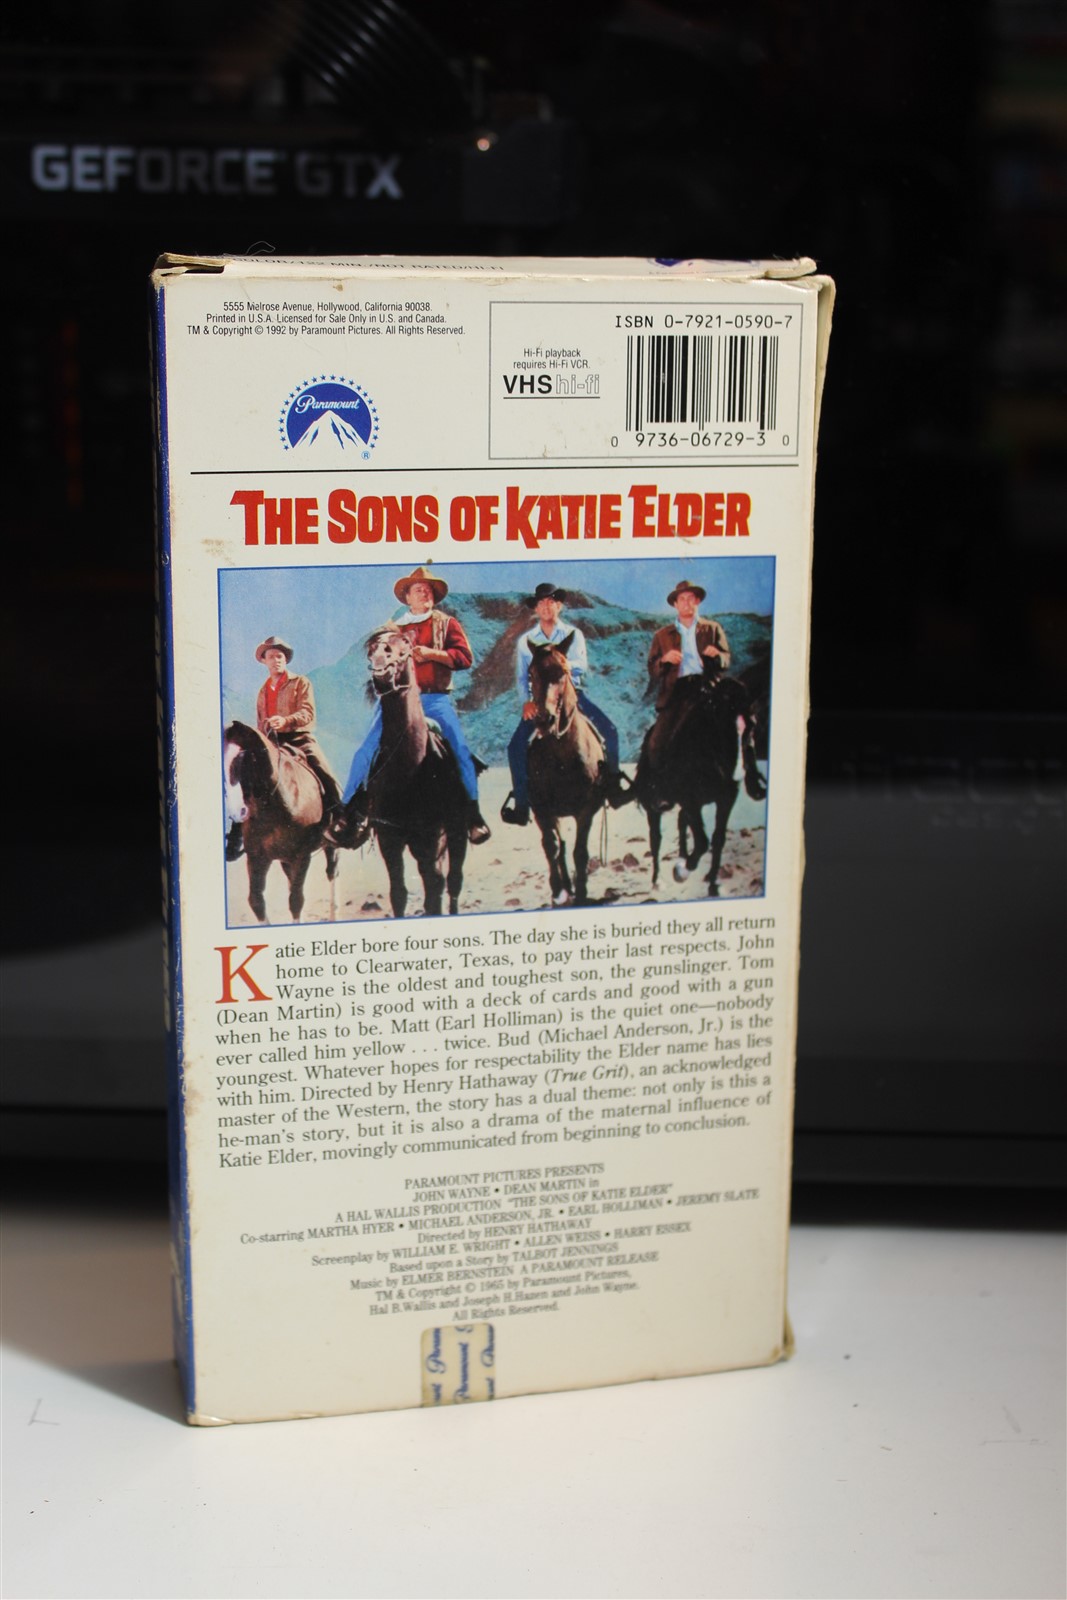 GEFORCE GTX
COLOR/122 MIN./NOT RATED/HI-FI
5555 Melrose Avenue, Hollywood, California 90038.
Printed in U.S.A. Licensed for Sale Only in U.S. and Canada.
TM & Copyright © 1992 by Paramount Pictures. All Rights Reserved.
Paramount
®
Hi-Fi playback
requires Hi-Fi VCR.
VHS hi-fi
ISBN 0-7921-0590-7
0 9736-06729-3 0
THE SONS OF KATIE ELDER
Katie Elder bore four sons. The day she is buried they all return
home to Clearwater, Texas, to pay their last respects. John
Wayne is the oldest and toughest son, the gunslinger. Tom
(Dean Martin) is good with a deck of cards and good with a gun
when he has to be. Matt (Earl Holliman) is the quiet one—nobody
ever called him yellow . . . twice. Bud (Michael Anderson, Jr.) is the
youngest. Whatever hopes for respectability the Elder name has lies
with him. Directed by Henry Hathaway (True Grit), an acknowledged
master of the Western, the story has a dual theme: not only is this a
he-man's story, but it is also a drama of the maternal influence of
Katie Elder, movingly communicated from beginning to conclusion.
PARAMOUNT PICTURES PRESENTS
JOHN WAYNE • DEAN MARTIN in
A HAL WALLIS PRODUCTION "THE SONS OF KATIE ELDER"
Co-starring MARTHA HYER • MICHAEL ANDERSON, JR. • EARL HOLLIMAN • JEREMY SLATE
Directed by HENRY HATHAWAY
Screenplay by WILLIAM E. WRIGHT • ALLEN WEISS • HARRY ESSEX
Based upon a Story by TALBOT JENNINGS
Music by ELMER BERNSTEIN A PARAMOUNT RELEASE
TM & Copyright © 1965 by Paramount Pictures,
Hal B. Wallis and Joseph H. Hazen and John Wayne.
All Rights Reserved.
Paramount